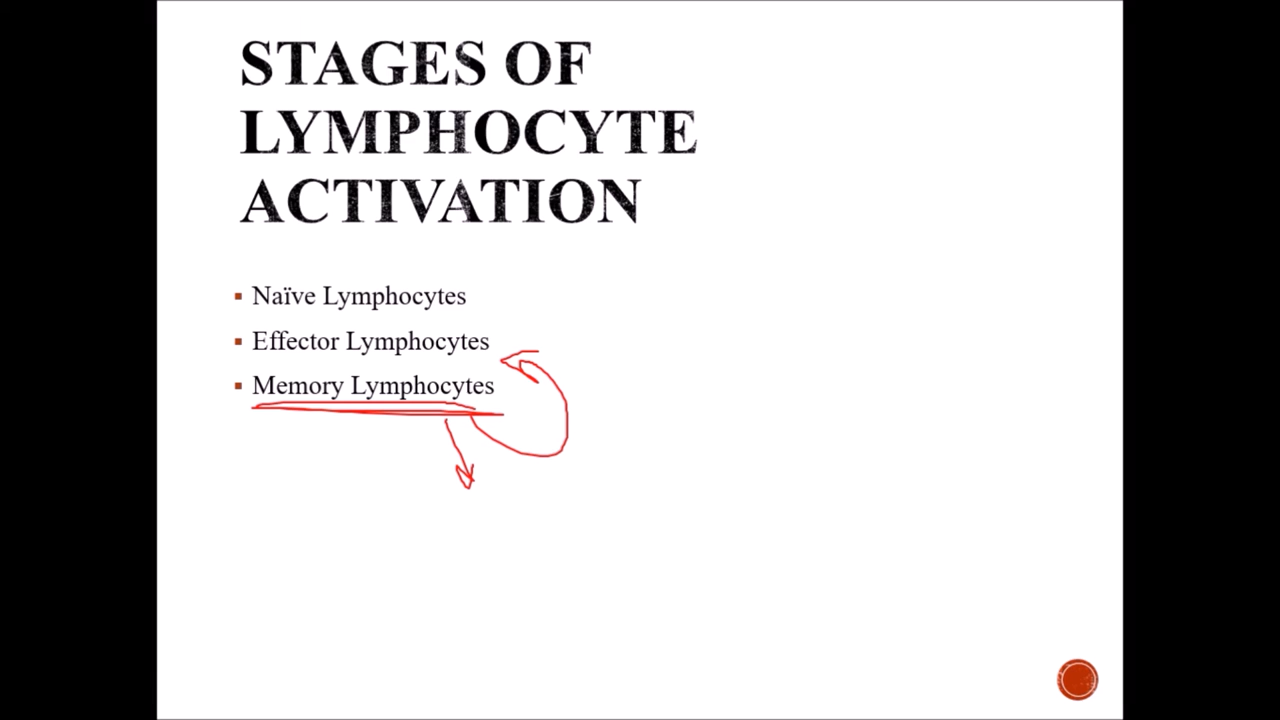 STAGES OF
LYMPHOCYTE
ACTIVATION
Naïve Lymphocytes
Effector Lymphocytes
Memory Lymphocytes